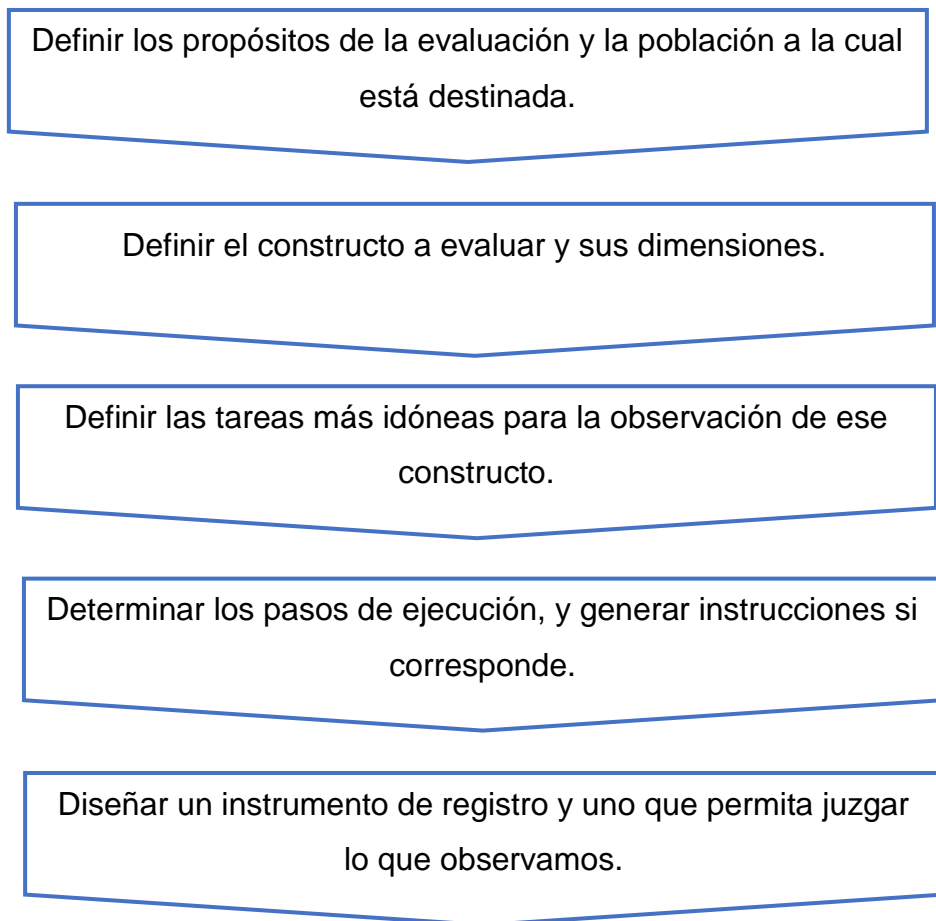 Definir los propósitos de la evaluación y la población a la cual
está destinada.
Definir el constructo a evaluar y sus dimensiones.
Definir las tareas más idóneas para la observación de ese
constructo.
Determinar los pasos de ejecución, y generar instrucciones si
corresponde.
Diseñar un instrumento de registro y uno que permita juzgar
lo que observamos.